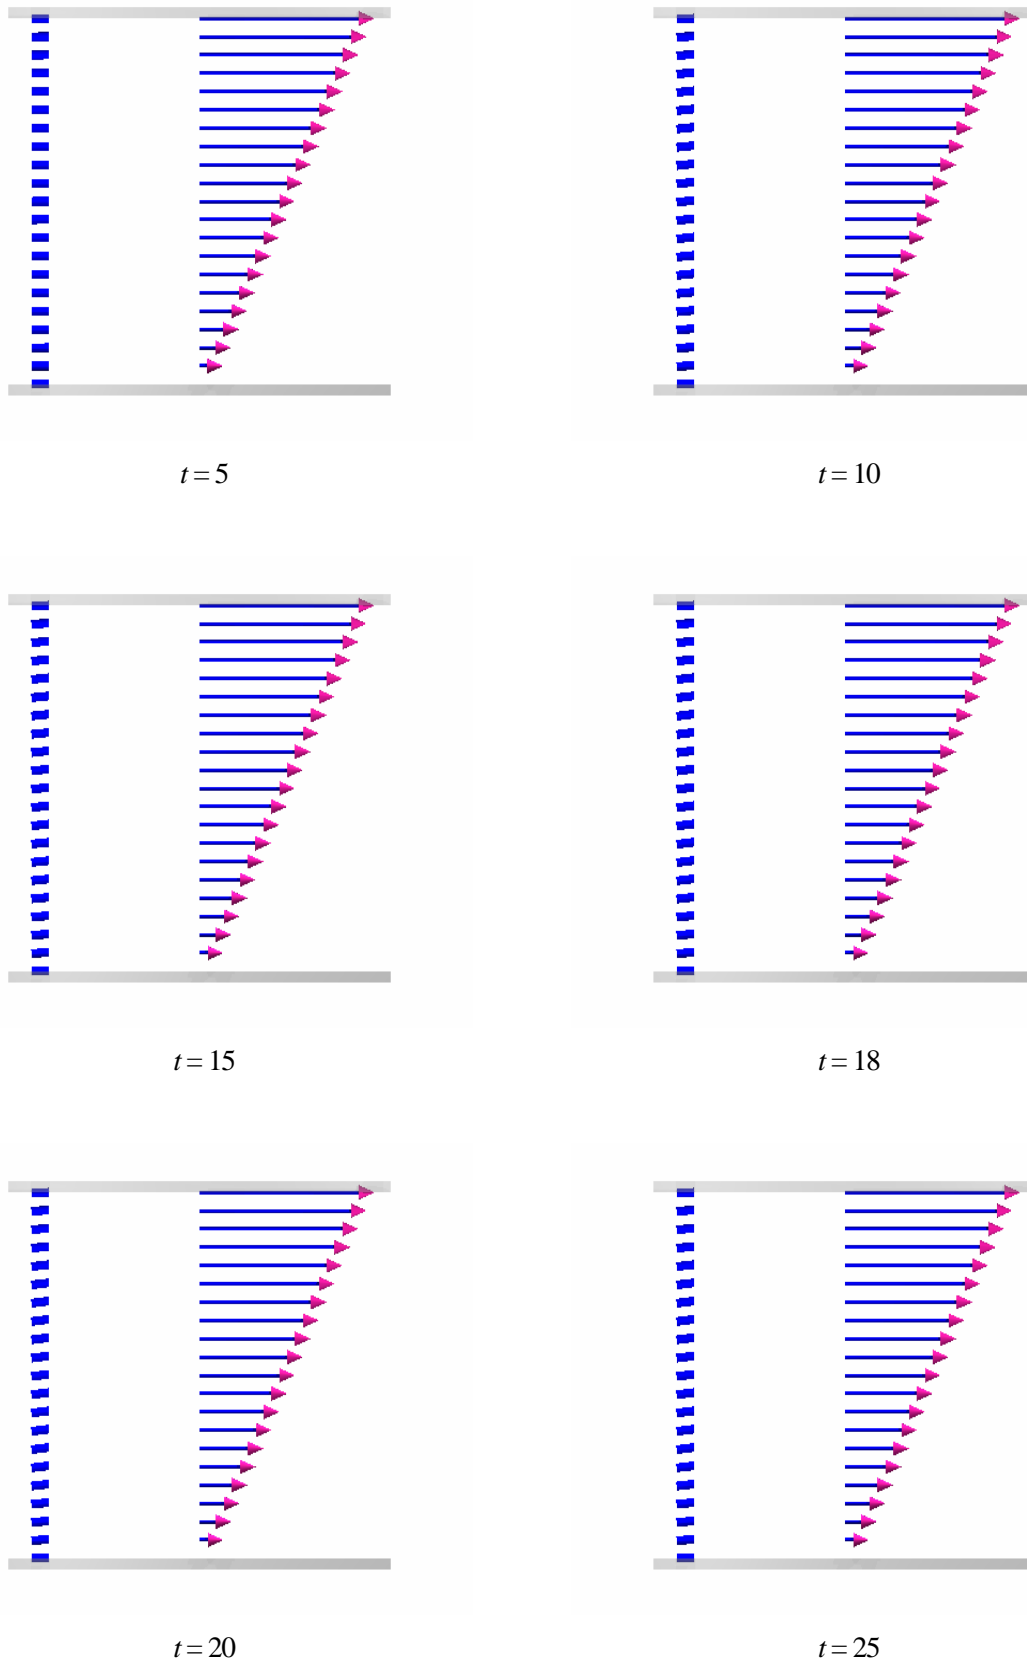 t = 5
t = 10
t = 15
t = 18
t = 20
t = 25